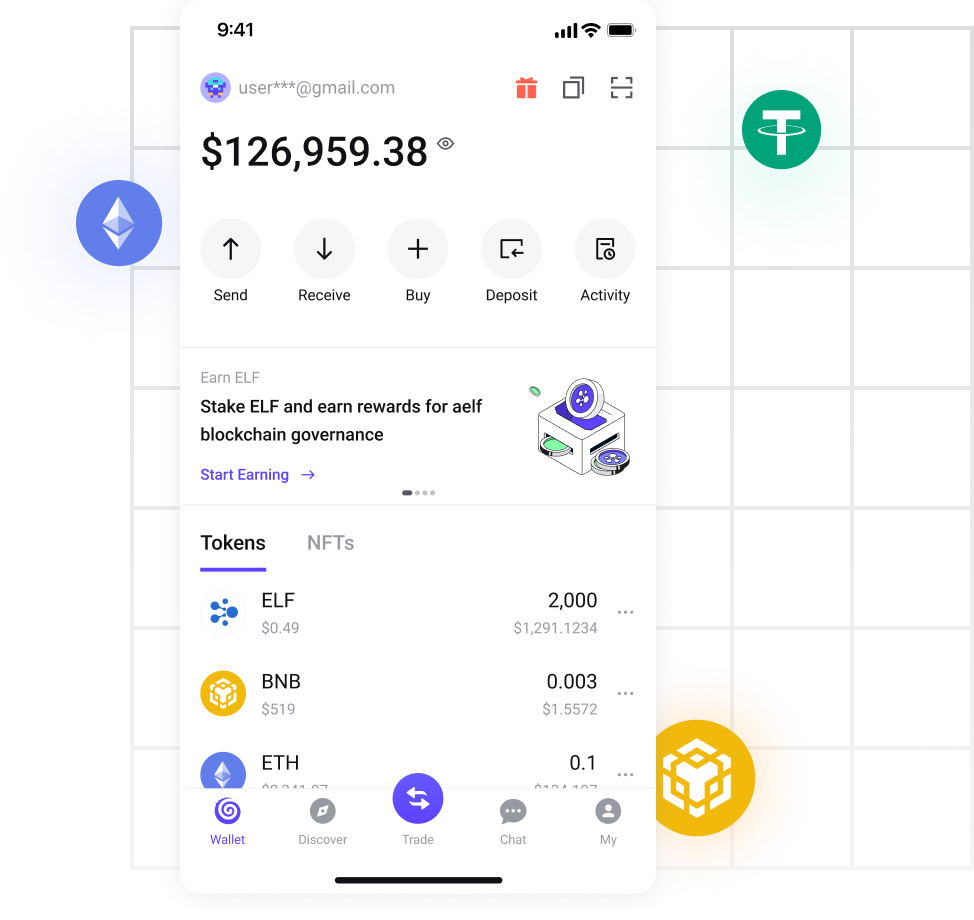 9:41
user***@gmail.com
$126,959.38
Send Receive Buy Deposit Activity
Earn ELF
Stake ELF and earn rewards for aelf
blockchain governance
Start Earning →
Tokens NFTs
ELF 2,000
$0.49 $1,291.1234
BNB 0.003
$519 $1.5572
ETH 0.1
Wallet Discover Trade Chat My